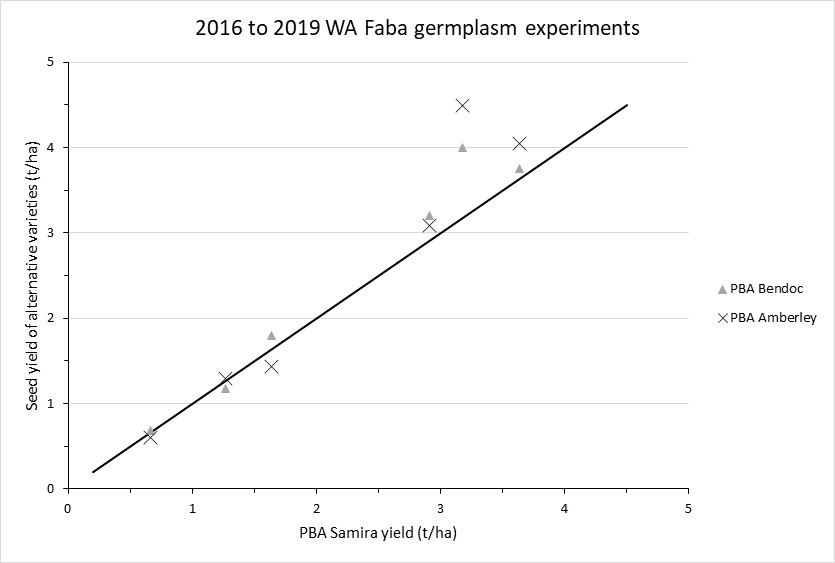 2016 to 2019 WA Faba germplasm experiments
Seed yield of alternative varieties (t/ha)
5
4
3
2
1
0
0 1 2 3 4 5
PBA Samira yield (t/ha)
PBA Bendoc
PBA Amberley